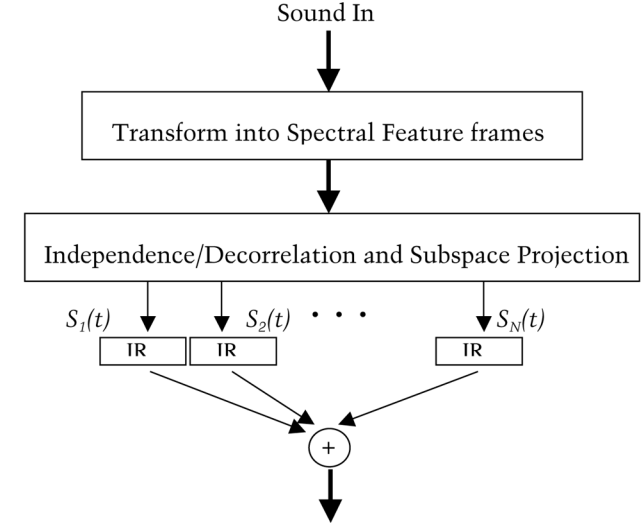 Sound In
Transform into Spectral Feature frames
Independence/Decorrelation and Subspace Projection
S1(t) S2(t) . . . SN(t)
IR IR IR
+